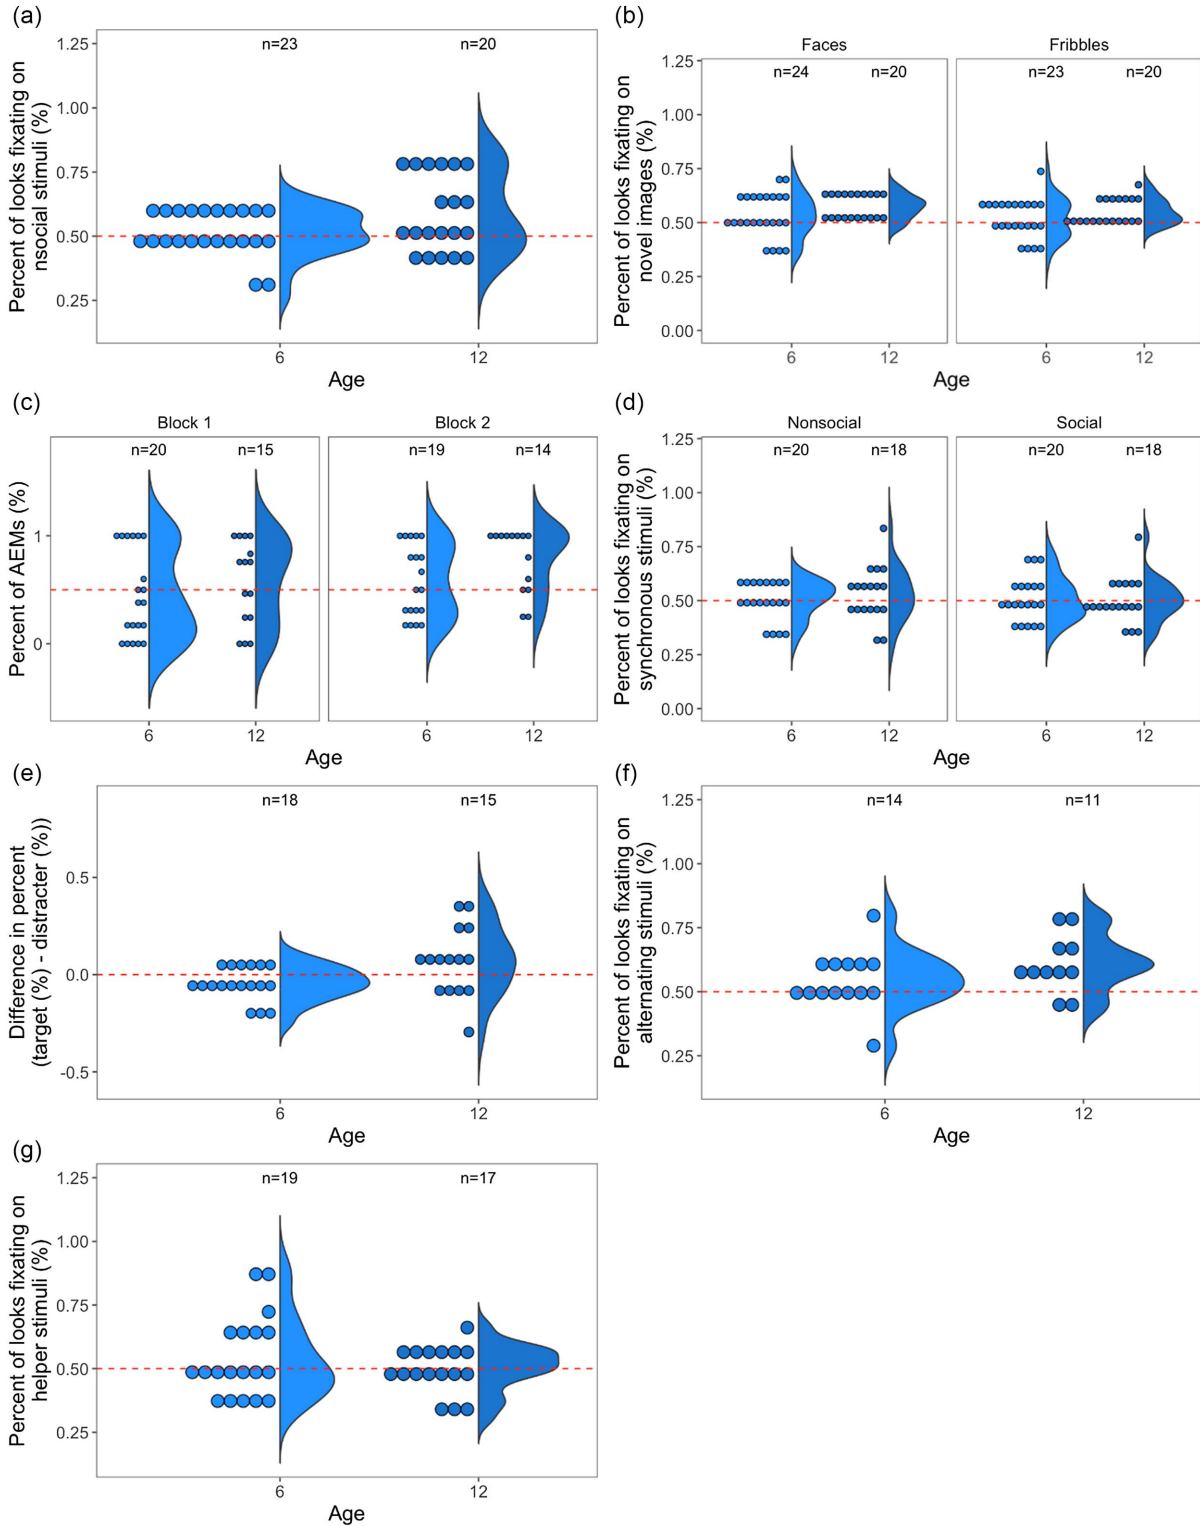 (a)
n=23
n=20
1.25
1.00
0.75
0.50
0.25
Percent of looks fixating on
nsocial stimuli (%)
6
12
Age
(b)
Faces
Fribbles
n=24
n=20
n=23
n=20
1.25
1.00
0.75
0.50
0.25
0.00
Percent of looks fixating on
novel images (%)
6
12
6
12
Age
(c)
Block 1
Block 2
n=20
n=15
n=19
n=14
1
0
Percent of AEMs (%)
6
12
6
12
Age
(d)
Nonsocial
Social
n=20
n=18
n=20
n=18
1.25
1.00
0.75
0.50
0.25
0.00
Percent of looks fixating on
synchronous stimuli (%)
6
12
6
12
Age
(e)
n=18
n=15
0.5
0.0
-0.5
Difference in percent
(target (%) - distracter (%))
6
12
Age
(f)
n=14
n=11
1.25
1.00
0.75
0.50
0.25
Percent of looks fixating on
alternating stimuli (%)
6
12
Age
(g)
n=19
n=17
1.25
1.00
0.75
0.50
0.25
Percent of looks fixating on
helper stimuli (%)
6
12
Age